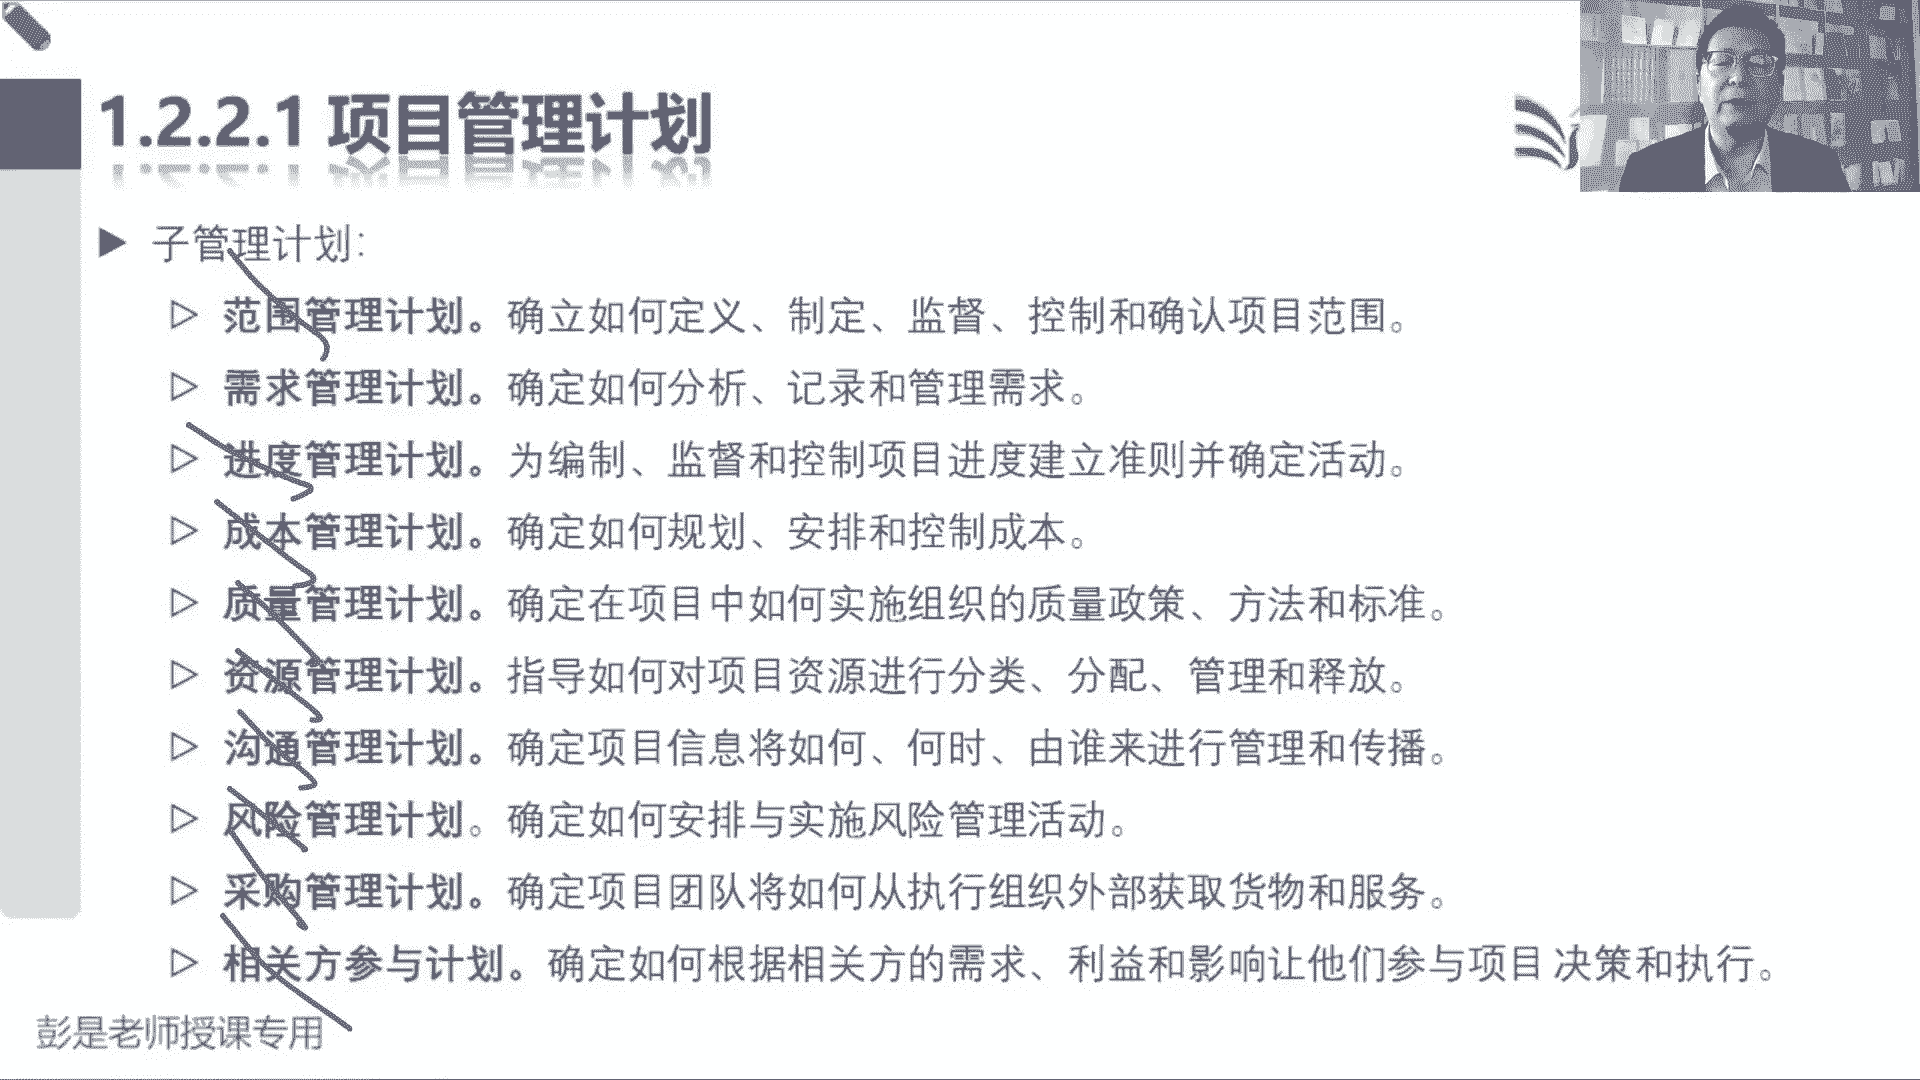 1.2.2.1 项目管理计划
子管理计划：
范围管理计划。确立如何定义、制定、监督、控制和确认项目范围。
需求管理计划。确定如何分析、记录和管理需求。
进度管理计划。为编制、监督和控制项目进度建立准则并确定活动。
成本管理计划。确定如何规划、安排和控制成本。
质量管理计划。确定在项目中如何实施组织的质量政策、方法和标准。
资源管理计划。指导如何对项目资源进行分类、分配、管理和释放。
沟通管理计划。确定项目信息将如何、何时、由谁来进行管理和传播。
风险管理计划。确定如何安排与实施风险管理活动。
采购管理计划。确定项目团队将如何从执行组织外部获取货物和服务。
相关方参与计划。确定如何根据相关方的需求、利益和影响让他们参与项目 决策和执行。
彭是老师授课专用